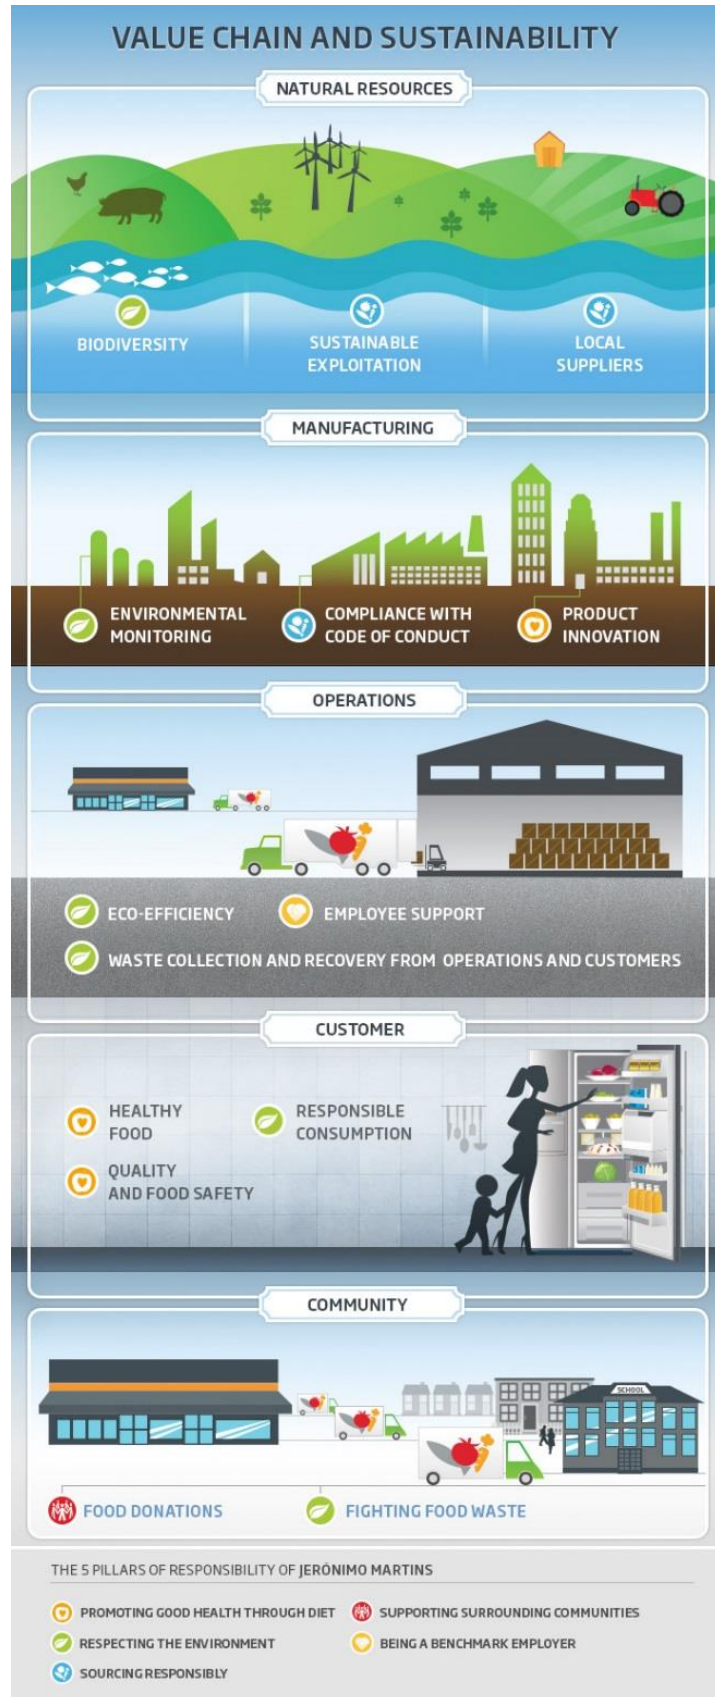 VALUE CHAIN AND SUSTAINABILITY
NATURAL RESOURCES
BIODIVERSITY
SUSTAINABLE
EXPLOITATION
LOCAL
SUPPLIERS
MANUFACTURING
ENVIRONMENTAL
MONITORING
COMPLIANCE WITH
CODE OF CONDUCT
PRODUCT
INNOVATION
OPERATIONS
ECO-EFFICIENCY
EMPLOYEE SUPPORT
WASTE COLLECTION AND RECOVERY FROM OPERATIONS AND CUSTOMERS
CUSTOMER
HEALTHY
FOOD
RESPONSIBLE
CONSUMPTION
QUALITY
AND FOOD SAFETY
COMMUNITY
SCHOOL
FOOD DONATIONS
FIGHTING FOOD WASTE
THE 5 PILLARS OF RESPONSIBILITY OF JERÓNIMO MARTINS
PROMOTING GOOD HEALTH THROUGH DIET
SUPPORTING SURROUNDING COMMUNITIES
RESPECTING THE ENVIRONMENT
BEING A BENCHMARK EMPLOYER
SOURCING RESPONSIBLY